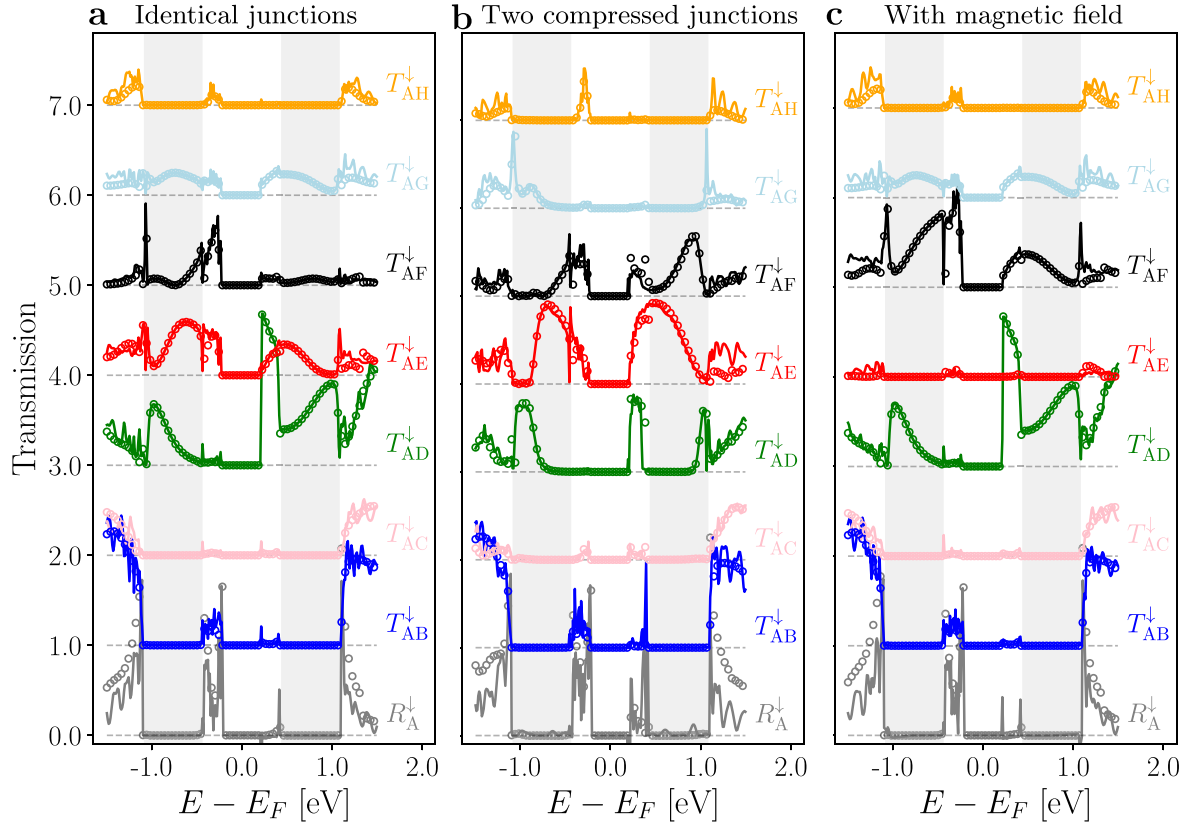 a Identical junctions
b Two compressed junctions
c With magnetic field
Transmission
7.0
6.0
5.0
4.0
3.0
2.0
1.0
0.0
T↓AH
T↓AG
T↓AF
T↓AE
T↓AD
T↓AC
T↓AB
R↓A
T↓AH
T↓AG
T↓AF
T↓AE
T↓AD
T↓AC
T↓AB
R↓A
T↓AH
T↓AG
T↓AF
T↓AE
T↓AD
T↓AC
T↓AB
R↓A
-1.0 0.0 1.0 2.0
-1.0 0.0 1.0 2.0
-1.0 0.0 1.0 2.0
E − EF [eV]
E − EF [eV]
E − EF [eV]